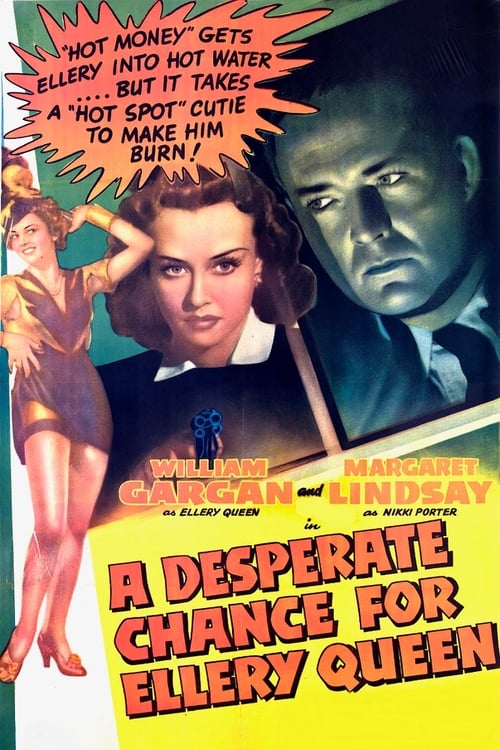 "HOT MONEY" GETS
ELLERY INTO HOT WATER
....BUT IT TAKES
A "HOT SPOT" CUTIE
TO MAKE HIM
BURN!
WILLIAM
GARGAN
as ELLERY QUEEN
and
MARGARET
LINDSAY
as NIKKI PORTER
in
A DESPERATE
CHANCE FOR
ELLERY QUEEN